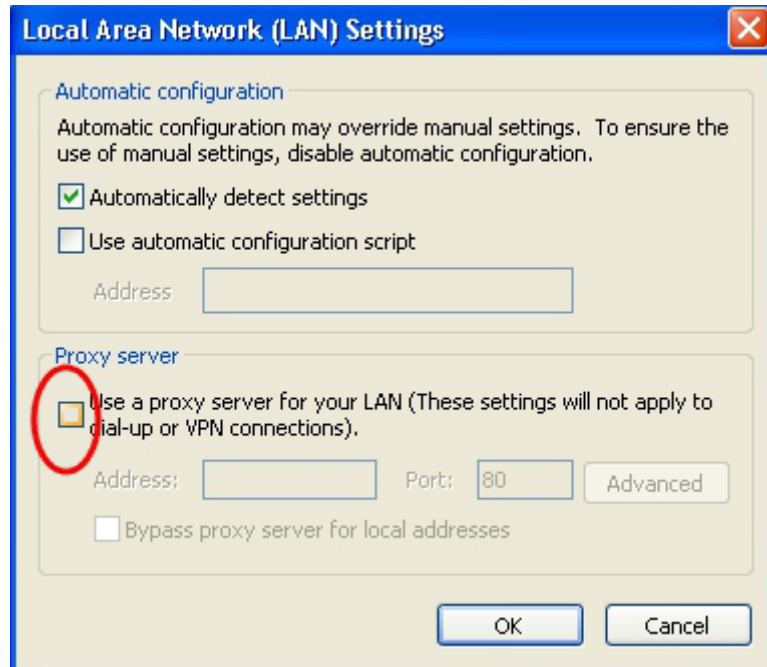 Local Area Network (LAN) Settings
Automatic configuration
Automatic configuration may override manual settings.  To ensure the
use of manual settings, disable automatic configuration.
Automatically detect settings
Use automatic configuration script
Address
Proxy server
Use a proxy server for your LAN (These settings will not apply to
dial-up or VPN connections).
Address: Port: 80 Advanced
Bypass proxy server for local addresses
OK Cancel